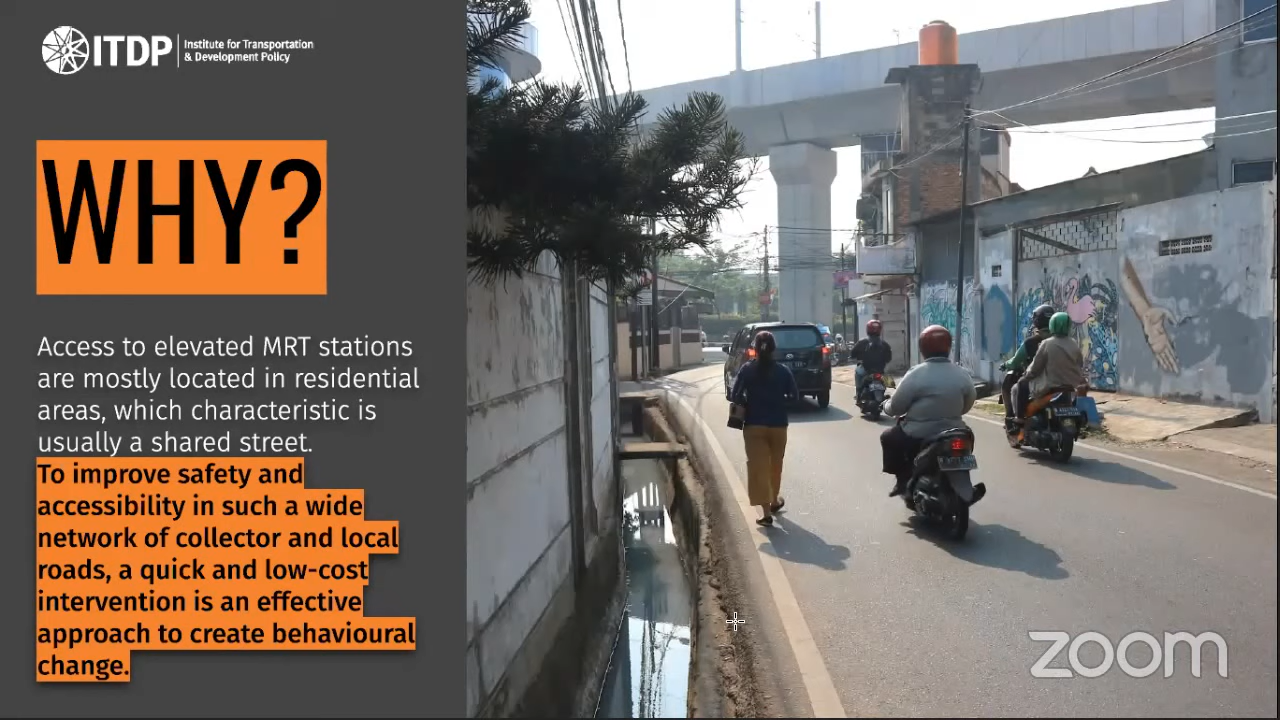 ITDP
Institute for Transportation
& Development Policy
WHY?
Access to elevated MRT stations
are mostly located in residential
areas, which characteristic is
usually a shared street.
To improve safety and
accessibility in such a wide
network of collector and local
roads, a quick and low-cost
intervention is an effective
approach to create behavioural
change.
zoom